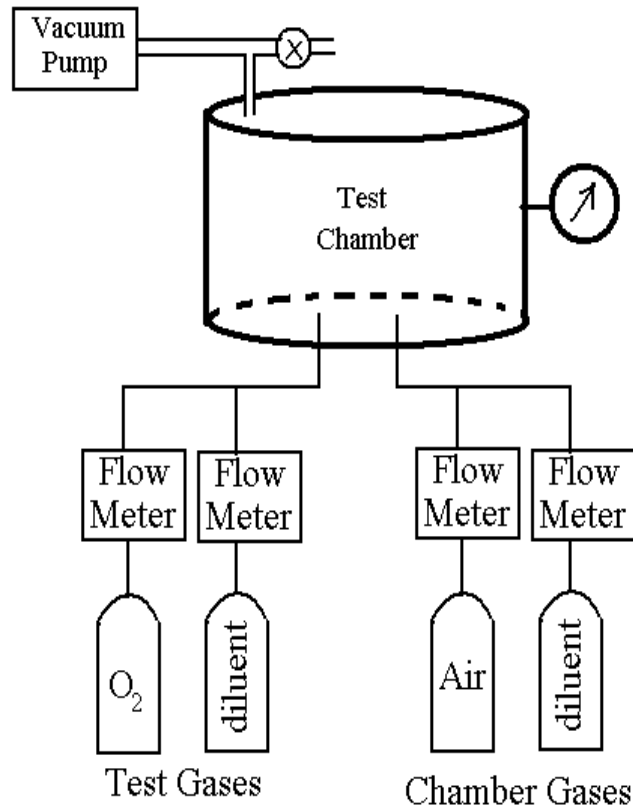 Vacuum
Pump
X
Test
Chamber
Flow
Meter
Flow
Meter
Flow
Meter
Flow
Meter
O₂
diluent
Air
diluent
Test Gases
Chamber Gases